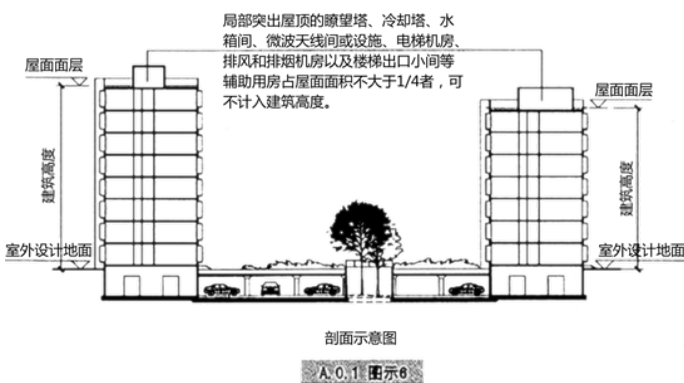 局部突出屋顶的瞭望塔、冷却塔、水
箱间、微波天线间或设施、电梯机房、
排风和排烟机房以及楼梯出口小间等
辅助用房占屋面面积不大于1/4者，可
不计入建筑高度。
屋面面层
屋面面层
建筑高度
建筑高度
室外设计地面
室外设计地面
剖面示意图
A.0.1 图示6